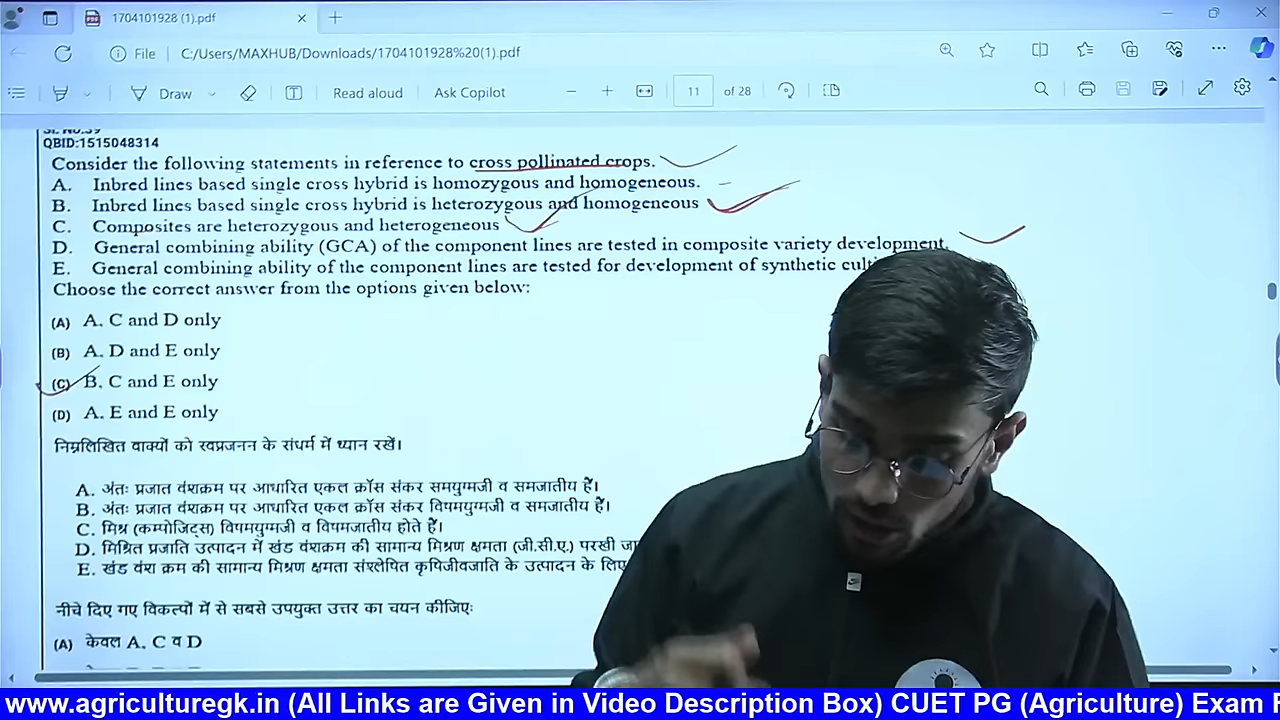 1704101928 (1).pdf
File C:/Users/MAXHUB/Downloads/1704101928%20(1).pdf
Draw Read aloud Ask Copilot 11 of 28
QBID:1515048314
Consider the following statements in reference to cross pollinated crops.
A. Inbred lines based single cross hybrid is homozygous and homogeneous.
B. Inbred lines based single cross hybrid is heterozygous and homogeneous
C. Composites are heterozygous and heterogeneous
D. General combining ability (GCA) of the component lines are tested in composite variety development.
E. General combining ability of the component lines are tested for development of synthetic
Choose the correct answer from the options given below:
(A) A, C and D only
(B) A, D and E only
(C) B, C and E only
(D) A, E and E only
निम्नलिखित वाक्यों को स्वप्रजनन के संधर्म में ध्यान रखें।
A. अंतः प्रजात वंशक्रम पर आधारित एकल क्रॉस संकर समयुग्मजी व समजातीय हैं।
B. अंतः प्रजात वंशक्रम पर आधारित एकल क्रॉस संकर विषमयुग्मजी व समजातीय हैं।
C. मिश्र (कम्पोजिट्स) विषमयुग्मजी व विषमजातीय होते हैं।
D. मिश्रित प्रजाति उत्पादन में खंड वंशक्रम की सामान्य मिश्रण क्षमता (जी.सी.ए.) परखी
E. खंड वंश क्रम की सामान्य मिश्रण क्षमता संश्लेषित कृषिजीवजाति के उत्पादन के लिए
नीचे दिए गए विकल्पों में से सबसे उपयुक्त उत्तर का चयन कीजिए:
(A) केवल A, C व D
www.agriculturegk.in (All Links are Given in Video Description Box) CUET PG (Agriculture) Exam